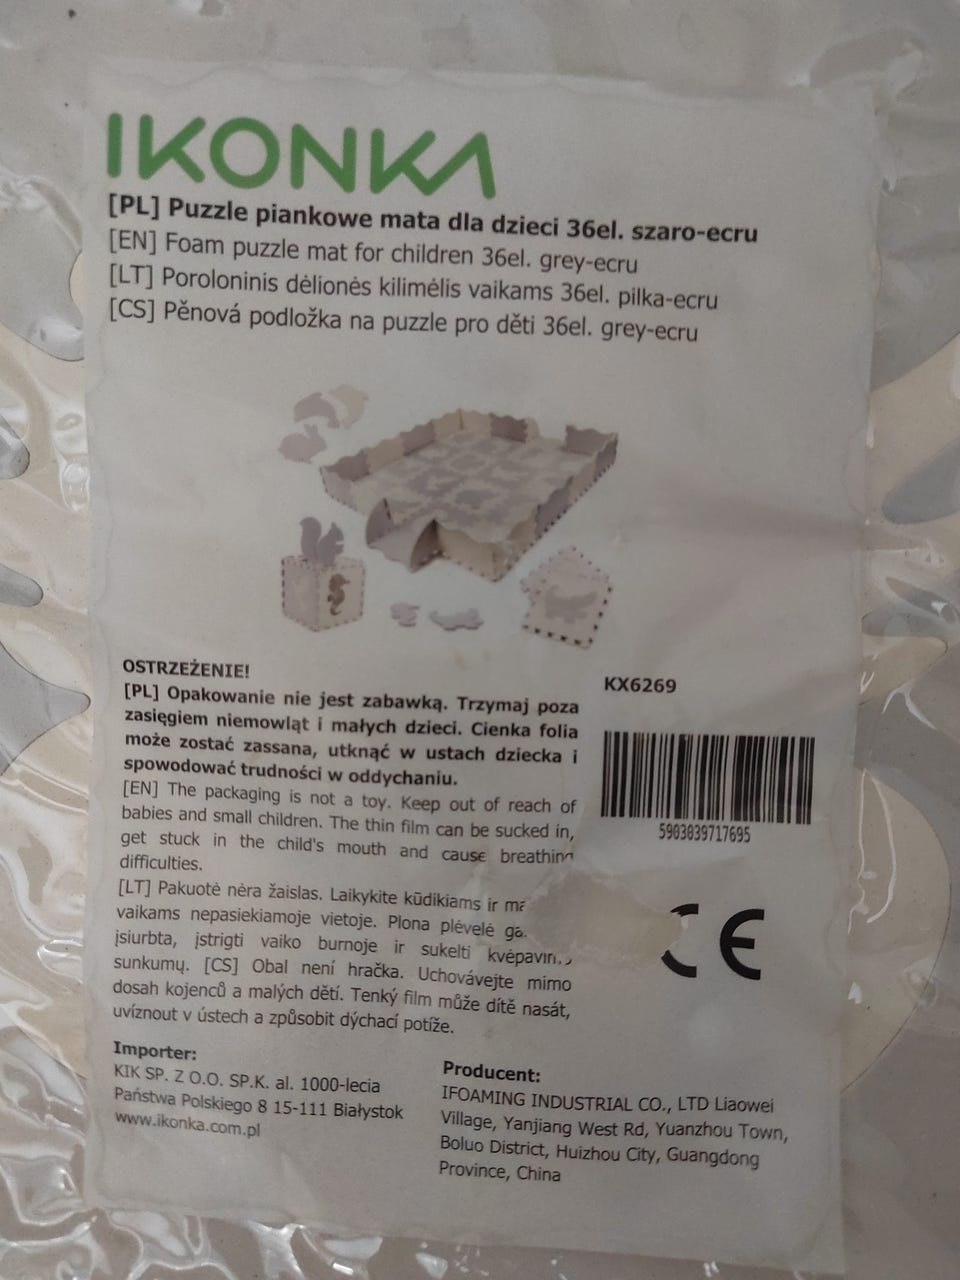 IKONKA
[PL] Puzzle piankowe mata dla dzieci 36el. szaro-ecru
[EN] Foam puzzle mat for children 36el. grey-ecru
[LT] Poroloninis dėlionės kilimėlis vaikams 36el. pilka-ecru
[CS] Pěnová podložka na puzzle pro děti 36el. grey-ecru
OSTRZEŻENIE!
[PL] Opakowanie nie jest zabawką. Trzymaj poza
zasięgiem niemowląt i małych dzieci. Cienka folia
może zostać zassana, utknąć w ustach dziecka i
spowodować trudności w oddychaniu.
[EN] The packaging is not a toy. Keep out of reach of
babies and small children. The thin film can be sucked in,
get stuck in the child's mouth and cause breathing
difficulties.
[LT] Pakuotė nėra žaislas. Laikykite kūdikiams ir
vaikams nepasiekiamoje vietoje. Plona plėvelė
įsiurbta, įstrigti vaiko burnoje ir sukelti
sunkumų. [CS] Obal není hračka. Uchovávejte mimo
dosah kojenců a malých dětí. Tenký film může dítě nasát,
uvíznout v ústech a způsobit dýchací potíže.
KX6269
5903039717695
CE
Importer:
KIK SP. Z O.O. SP.K. al. 1000-lecia
Państwa Polskiego 8 15-111 Białystok
www.ikonka.com.pl
Producent:
IFOAMING INDUSTRIAL CO., LTD Liaowei
Village, Yanjiang West Rd, Yuanzhou Town,
Boluo District, Huizhou City, Guangdong
Province, China